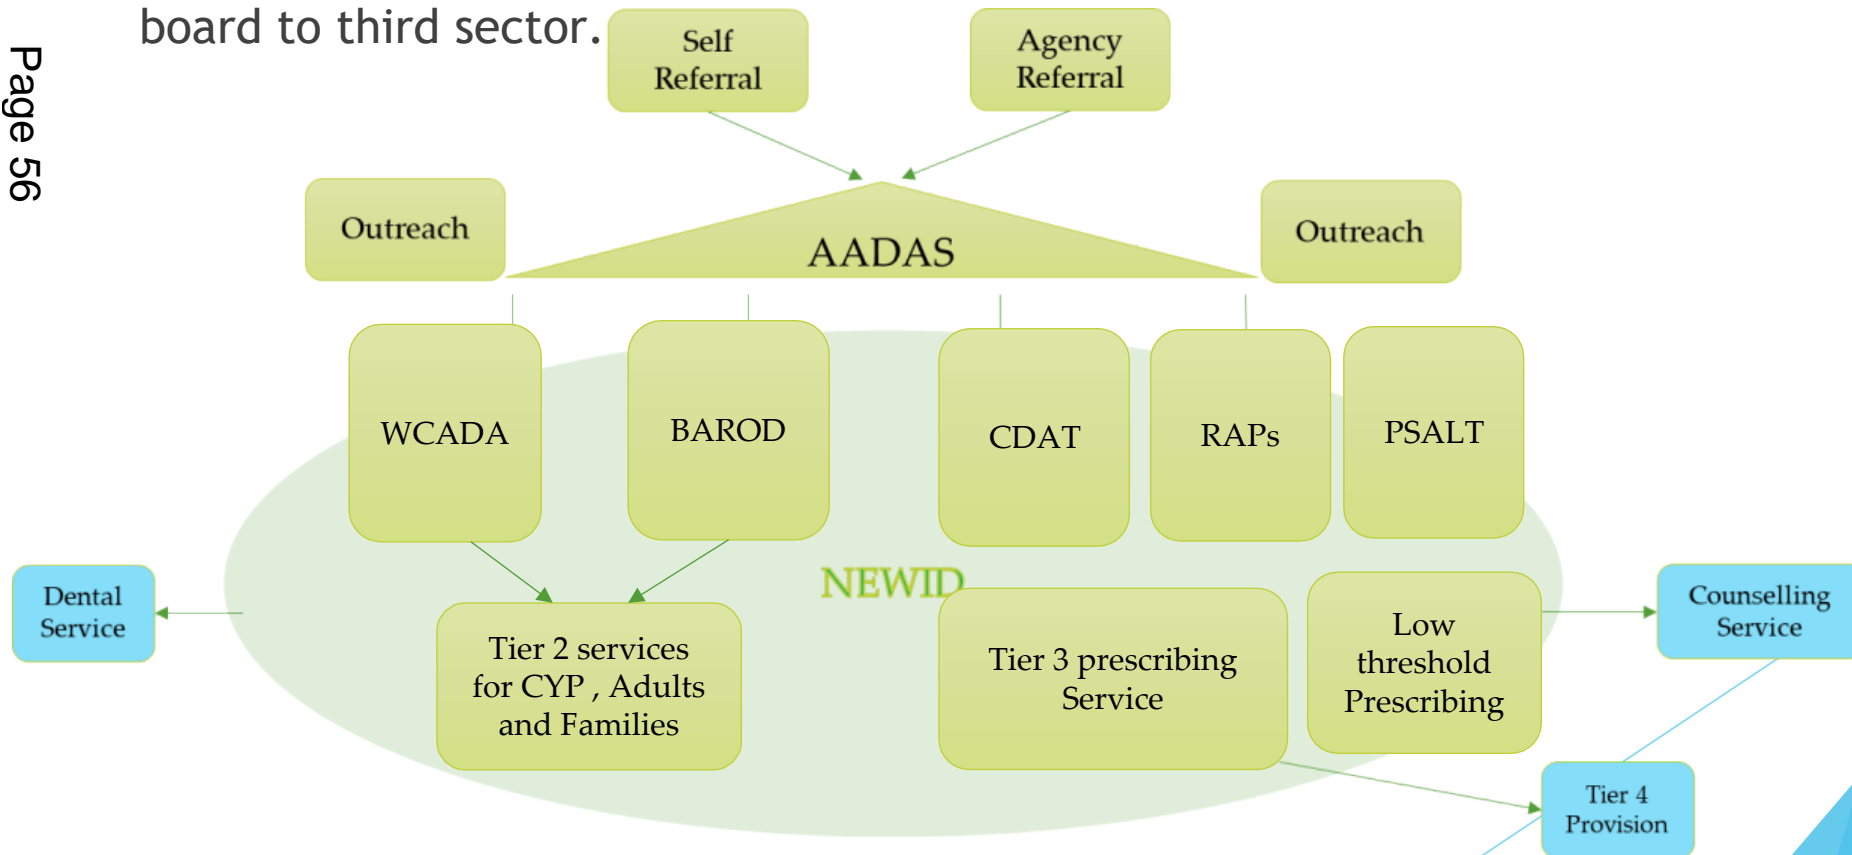 board to third sector.
Page 56
Self
Referral
Agency
Referral
Outreach
AADAS
Outreach
WCADA
BAROD
CDAT
RAPs
PSALT
NEWID
Dental
Service
Tier 2 services
for CYP , Adults
and Families
Tier 3 prescribing
Service
Low
threshold
Prescribing
Counselling
Service
Tier 4
Provision